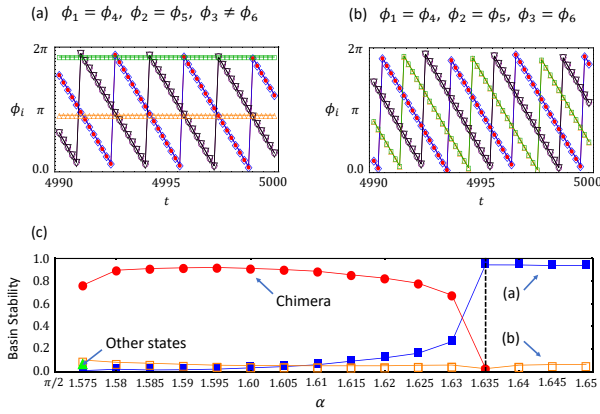 (a) ϕ₁ = ϕ₄, ϕ₂ = ϕ₅, ϕ₃ ≠ ϕ₆
(b) ϕ₁ = ϕ₄, ϕ₂ = ϕ₅, ϕ₃ = ϕ₆
2π
ϕᵢ
π
0.0
4990 4995 5000
t
2π
ϕᵢ
π
0.0
4990 4995 5000
t
(c)
Basin Stability
1.0
0.8
0.6
0.4
0.2
0.0
Chimera
(a)
Other states
(b)
π/2 1.575 1.58 1.585 1.59 1.595 1.60 1.605 1.61 1.615 1.62 1.625 1.63 1.635 1.64 1.645 1.65
α